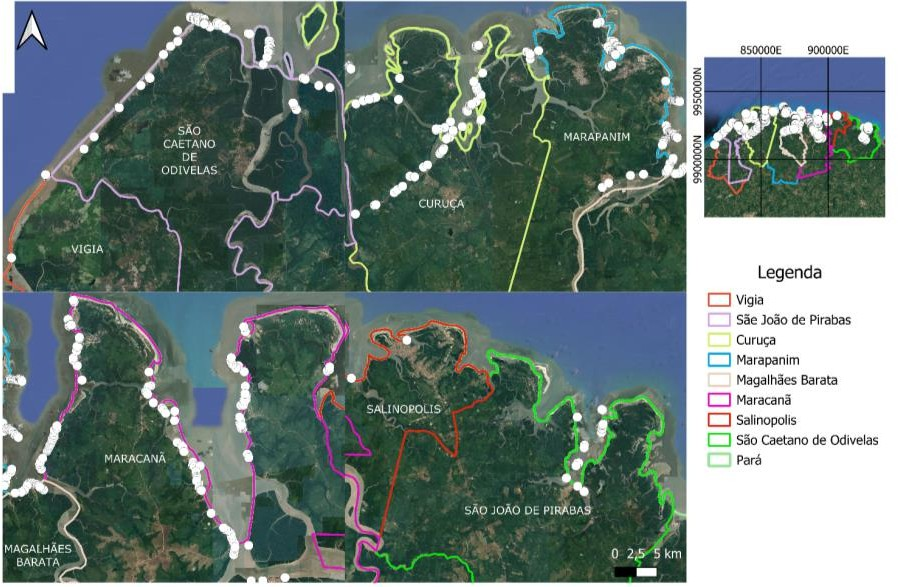 SÃO
CAETANO
DE
ODIVELAS
VIGIA
MARAPANIM
CURUÇA
850000E 900000E
9950000N
9900000N
Legenda
Vigia
Sãe João de Pirabas
Curuça
Marapanim
Magalhães Barata
Maracanã
Salinopolis
São Caetano de Odivelas
Pará
MARACANÃ
MAGALHÃES
BARATA
SALINOPOLIS
SÃO JOÃO DE PIRABAS
0 2,5 5 km